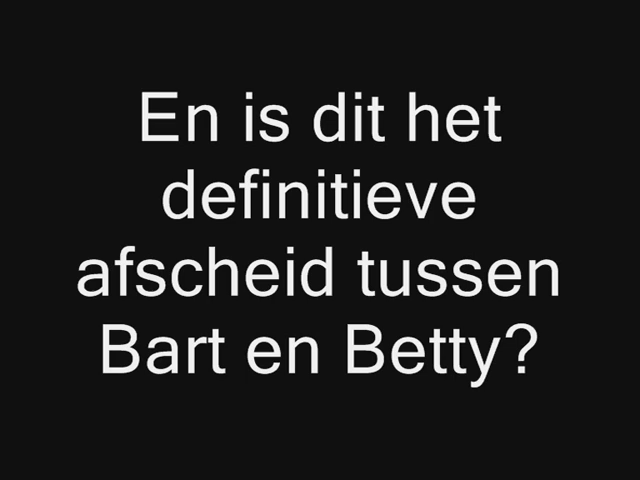 En is dit het
definitieve
afscheid tussen
Bart en Betty?